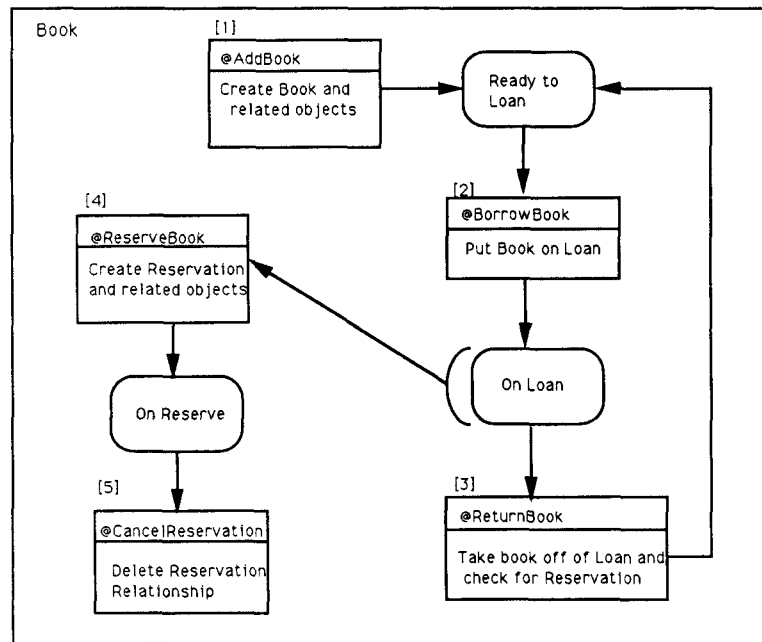 Book
[1]
@AddBook
Create Book and
related objects
Ready to
Loan
[2]
@BorrowBook
Put Book on Loan
[4]
@ReserveBook
Create Reservation
and related objects
On Reserve
On Loan
[5]
@CancelReservation
Delete Reservation
Relationship
[3]
@ReturnBook
Take book off of Loan and
check for Reservation